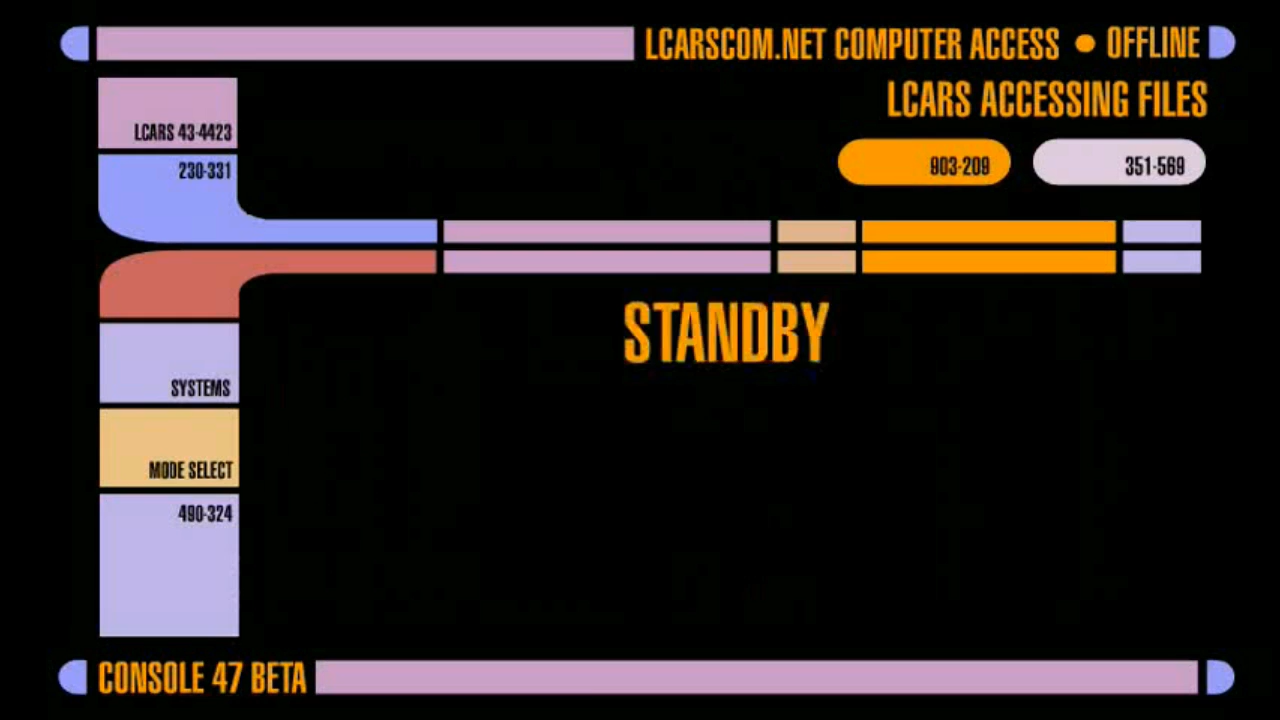 LCARSCOM.NET COMPUTER ACCESS • OFFLINE
LCARS ACCESSING FILES
LCARS 43-4423
230-331
903-209
351-569
STANDBY
SYSTEMS
MODE SELECT
490-324
CONSOLE 47 BETA